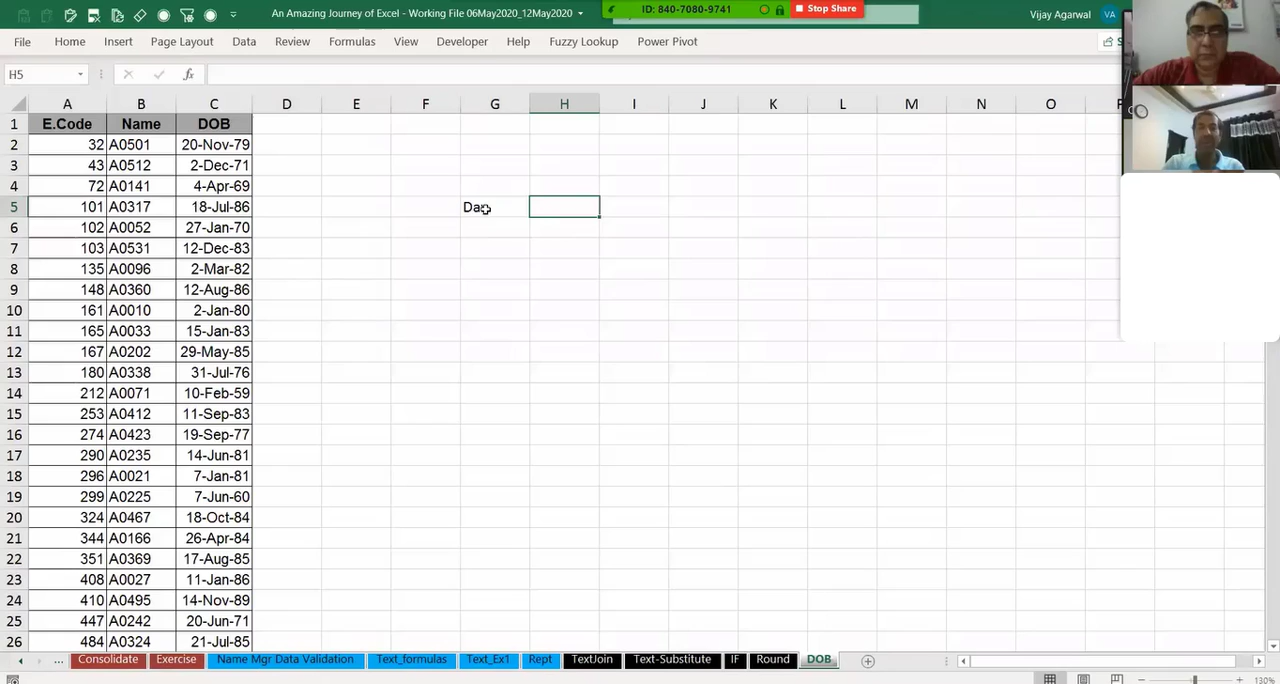 An Amazing Journey of Excel - Working File 06May2020_12May2020
ID: 840-7080-9741
Stop Share
Vijay Agarwal VA
File Home Insert Page Layout Data Review Formulas View Developer Help Fuzzy Lookup Power Pivot
H5 fx
A B C D E F G H I J K L M N O
1 E.Code Name DOB
2 32 A0501 20-Nov-79
3 43 A0512 2-Dec-71
4 72 A0141 4-Apr-69
5 101 A0317 18-Jul-86
6 102 A0052 27-Jan-70
7 103 A0531 12-Dec-83
8 135 A0096 2-Mar-82
9 148 A0360 12-Aug-86
10 161 A0010 2-Jan-80
11 165 A0033 15-Jan-83
12 167 A0202 29-May-85
13 180 A0338 31-Jul-76
14 212 A0071 10-Feb-59
15 253 A0412 11-Sep-83
16 274 A0423 19-Sep-77
17 290 A0235 14-Jun-81
18 296 A0021 7-Jan-81
19 299 A0225 7-Jun-60
20 324 A0467 18-Oct-84
21 344 A0166 26-Apr-84
22 351 A0369 17-Aug-85
23 408 A0027 11-Jan-86
24 410 A0495 14-Nov-89
25 447 A0242 20-Jun-71
26 484 A0324 21-Jul-85
... Consolidate Exercise Name Mgr Data Validation Text_formulas Text_Ex1 Rept TextJoin Text-Substitute IF Round DOB
130%